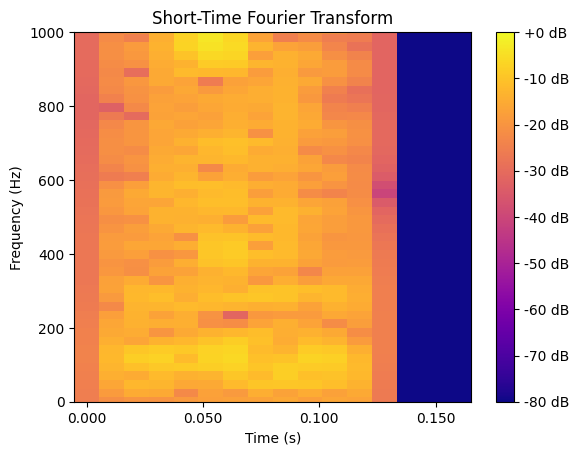 Short-Time Fourier Transform
Frequency (Hz)
1000
800
600
400
200
0
0.000
0.050
0.100
0.150
Time (s)
+0 dB
-10 dB
-20 dB
-30 dB
-40 dB
-50 dB
-60 dB
-70 dB
-80 dB